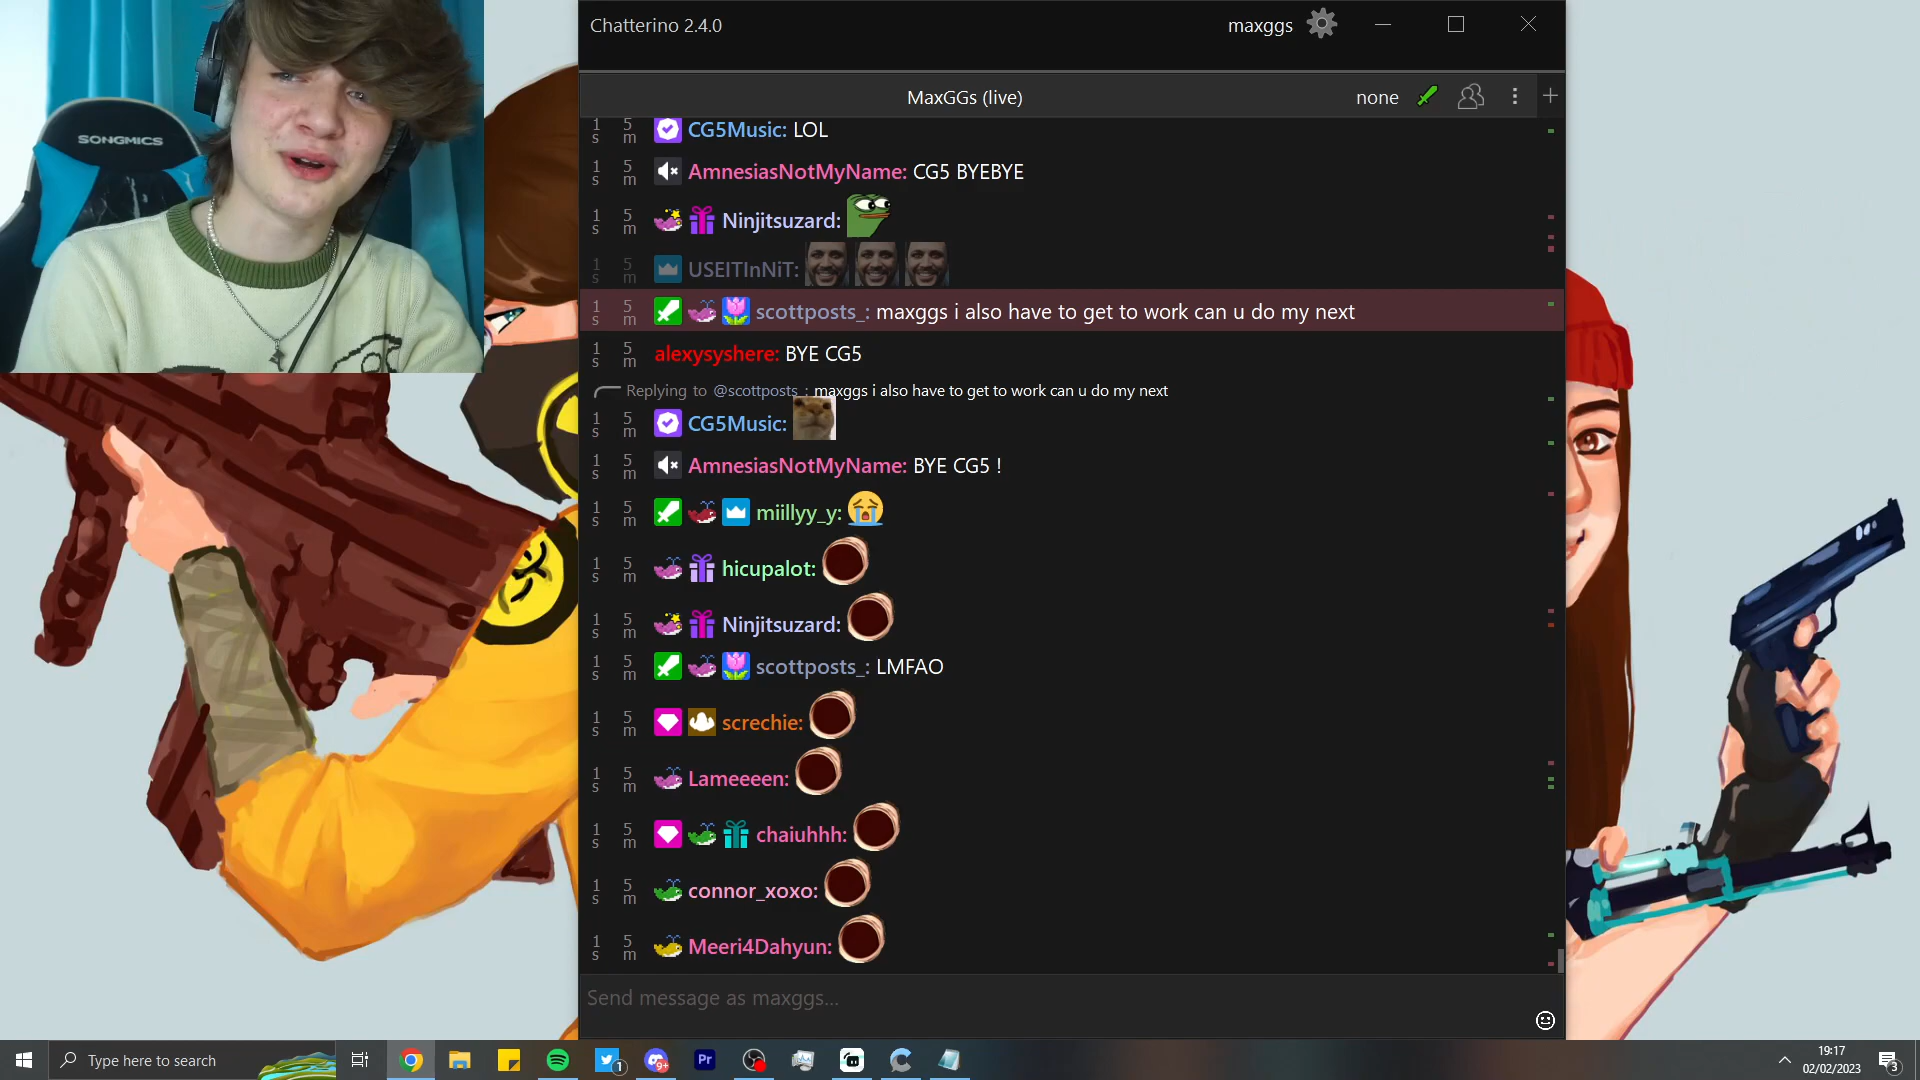 SONGMICS
Chatterino 2.4.0
maxggs
MaxGGs (live)
none
1s 5m CG5Music: LOL
1s 5m AmnesiasNotMyName: CG5 BYEBYE
1s 5m Ninjitsuzard:
1s 5m USEITInNiT:
1s 5m scottposts_: maxggs i also have to get to work can u do my next
1s 5m alexysyshere: BYE CG5
Replying to @scottposts_: maxggs i also have to get to work can u do my next
1s 5m CG5Music:
1s 5m AmnesiasNotMyName: BYE CG5 !
1s 5m miillyy_y:
1s 5m hicupalot:
1s 5m Ninjitsuzard:
1s 5m scottposts_: LMFAO
1s 5m screchie:
1s 5m Lameeeen:
1s 5m chaiuhhh:
1s 5m connor_xoxo:
1s 5m Meeri4Dahyun:
Send message as maxggs...
Type here to search
1
9+
Pr
19:17
02/02/2023
3